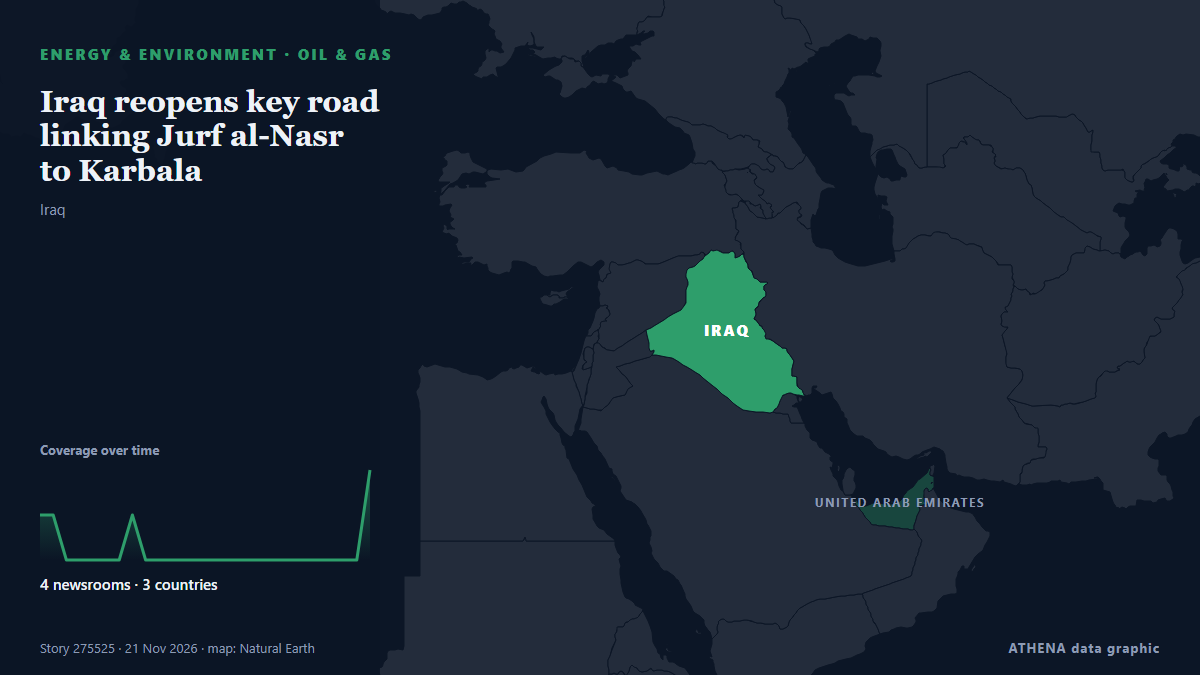 ENERGY & ENVIRONMENT · OIL & GAS
Iraq reopens key road
linking Jurf al-Nasr
to Karbala
Iraq
IRAQ
UNITED ARAB EMIRATES
Coverage over time
4 newsrooms · 3 countries
Story 275525 · 21 Nov 2026 · map: Natural Earth
ATHENA data graphic